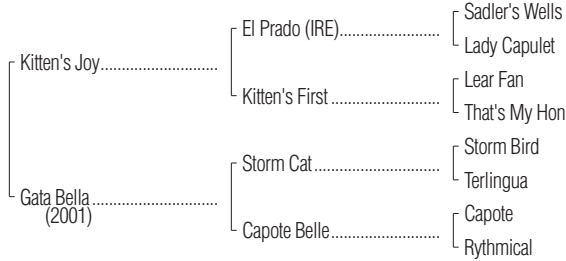 Sadler's Wells
El Prado (IRE)
Lady Capulet
Kitten's Joy
Lear Fan
Kitten's First
That's My Hon
Storm Bird
Storm Cat
Terlingua
Gata Bella
(2001)
Capote
Capote Belle
Rythmical